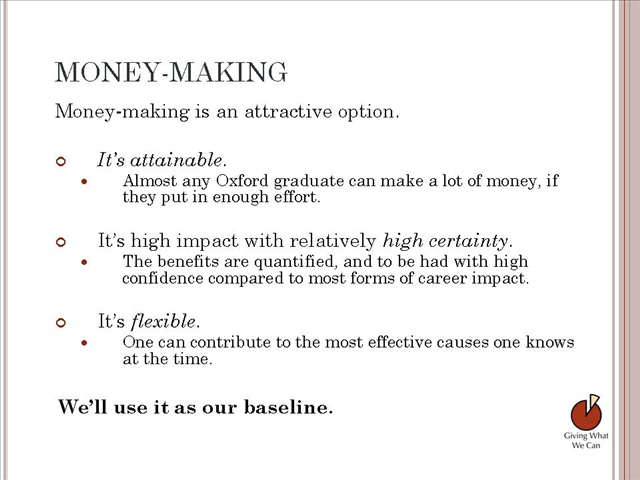 MONEY-MAKING
Money-making is an attractive option.
It's attainable.
Almost any Oxford graduate can make a lot of money, if
they put in enough effort.
It's high impact with relatively high certainty.
The benefits are quantified, and to be had with high
confidence compared to most forms of career impact.
It's flexible.
One can contribute to the most effective causes one knows
at the time.
We'll use it as our baseline.
Giving What
We Can